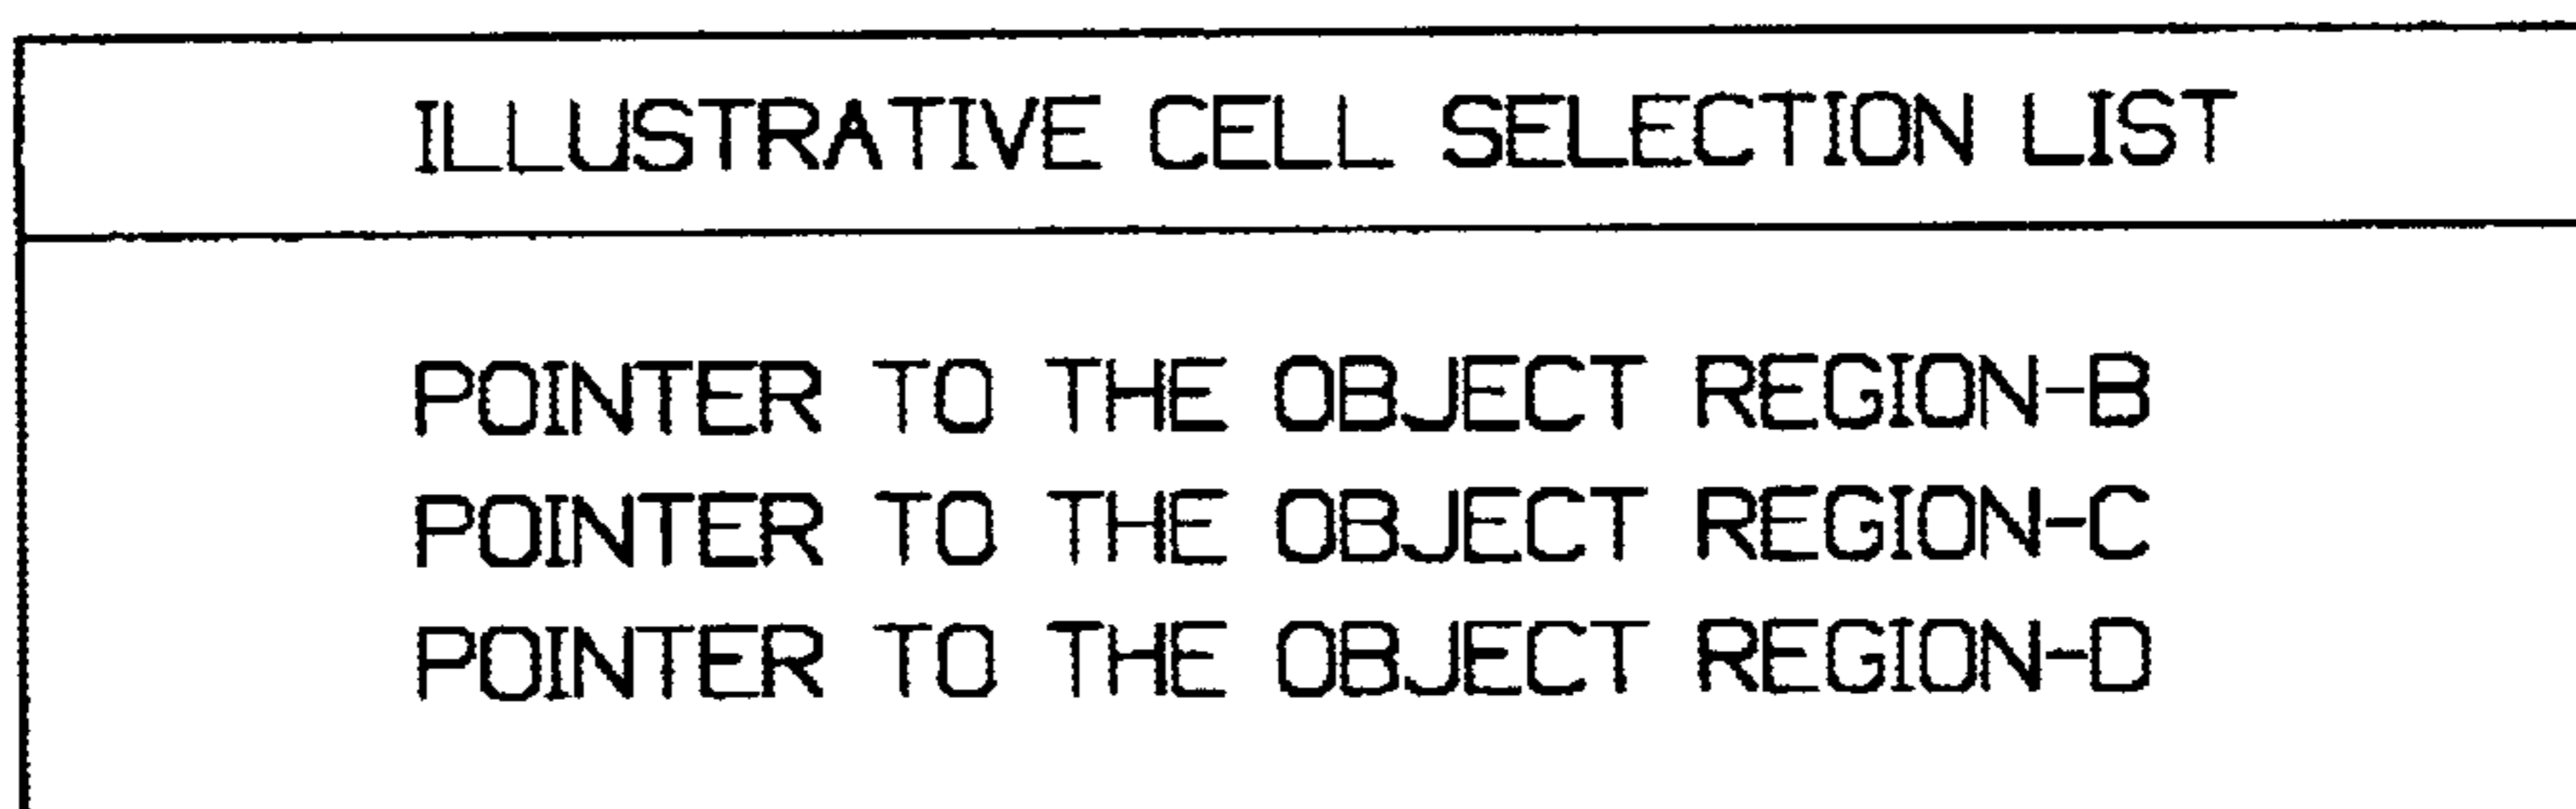 ILLUSTRATIVE CELL SELECTION LIST
POINTER TO THE OBJECT REGION-B
POINTER TO THE OBJECT REGION-C
POINTER TO THE OBJECT REGION-D